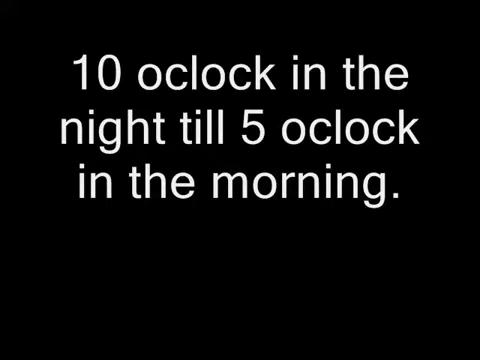 10 oclock in the
night till 5 oclock
in the morning.